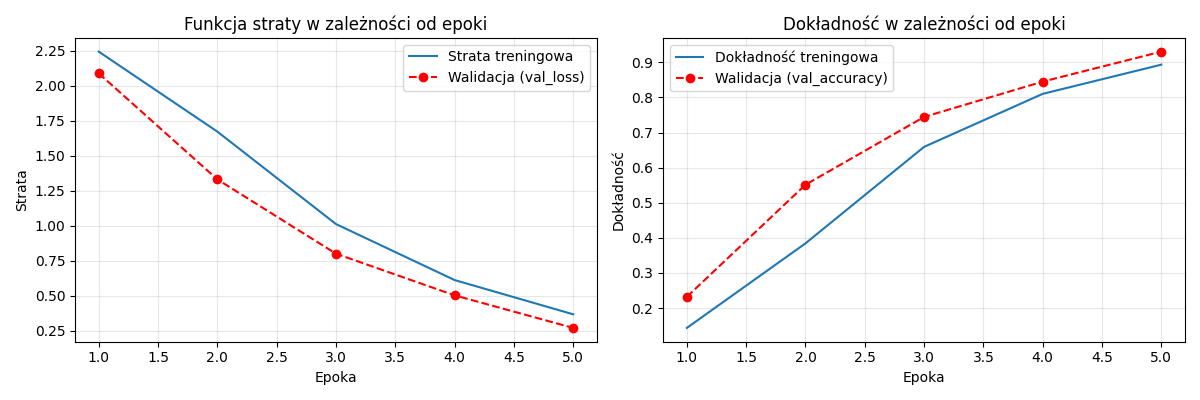 Funkcja straty w zależności od epoki
Strata treningowa
Walidacja (val_loss)
2.25
2.00
1.75
1.50
1.25
1.00
0.75
0.50
0.25
Strata
1.0 1.5 2.0 2.5 3.0 3.5 4.0 4.5 5.0
Epoka
Dokładność w zależności od epoki
Dokładność treningowa
Walidacja (val_accuracy)
0.9
0.8
0.7
0.6
0.5
0.4
0.3
0.2
Dokładność
1.0 1.5 2.0 2.5 3.0 3.5 4.0 4.5 5.0
Epoka